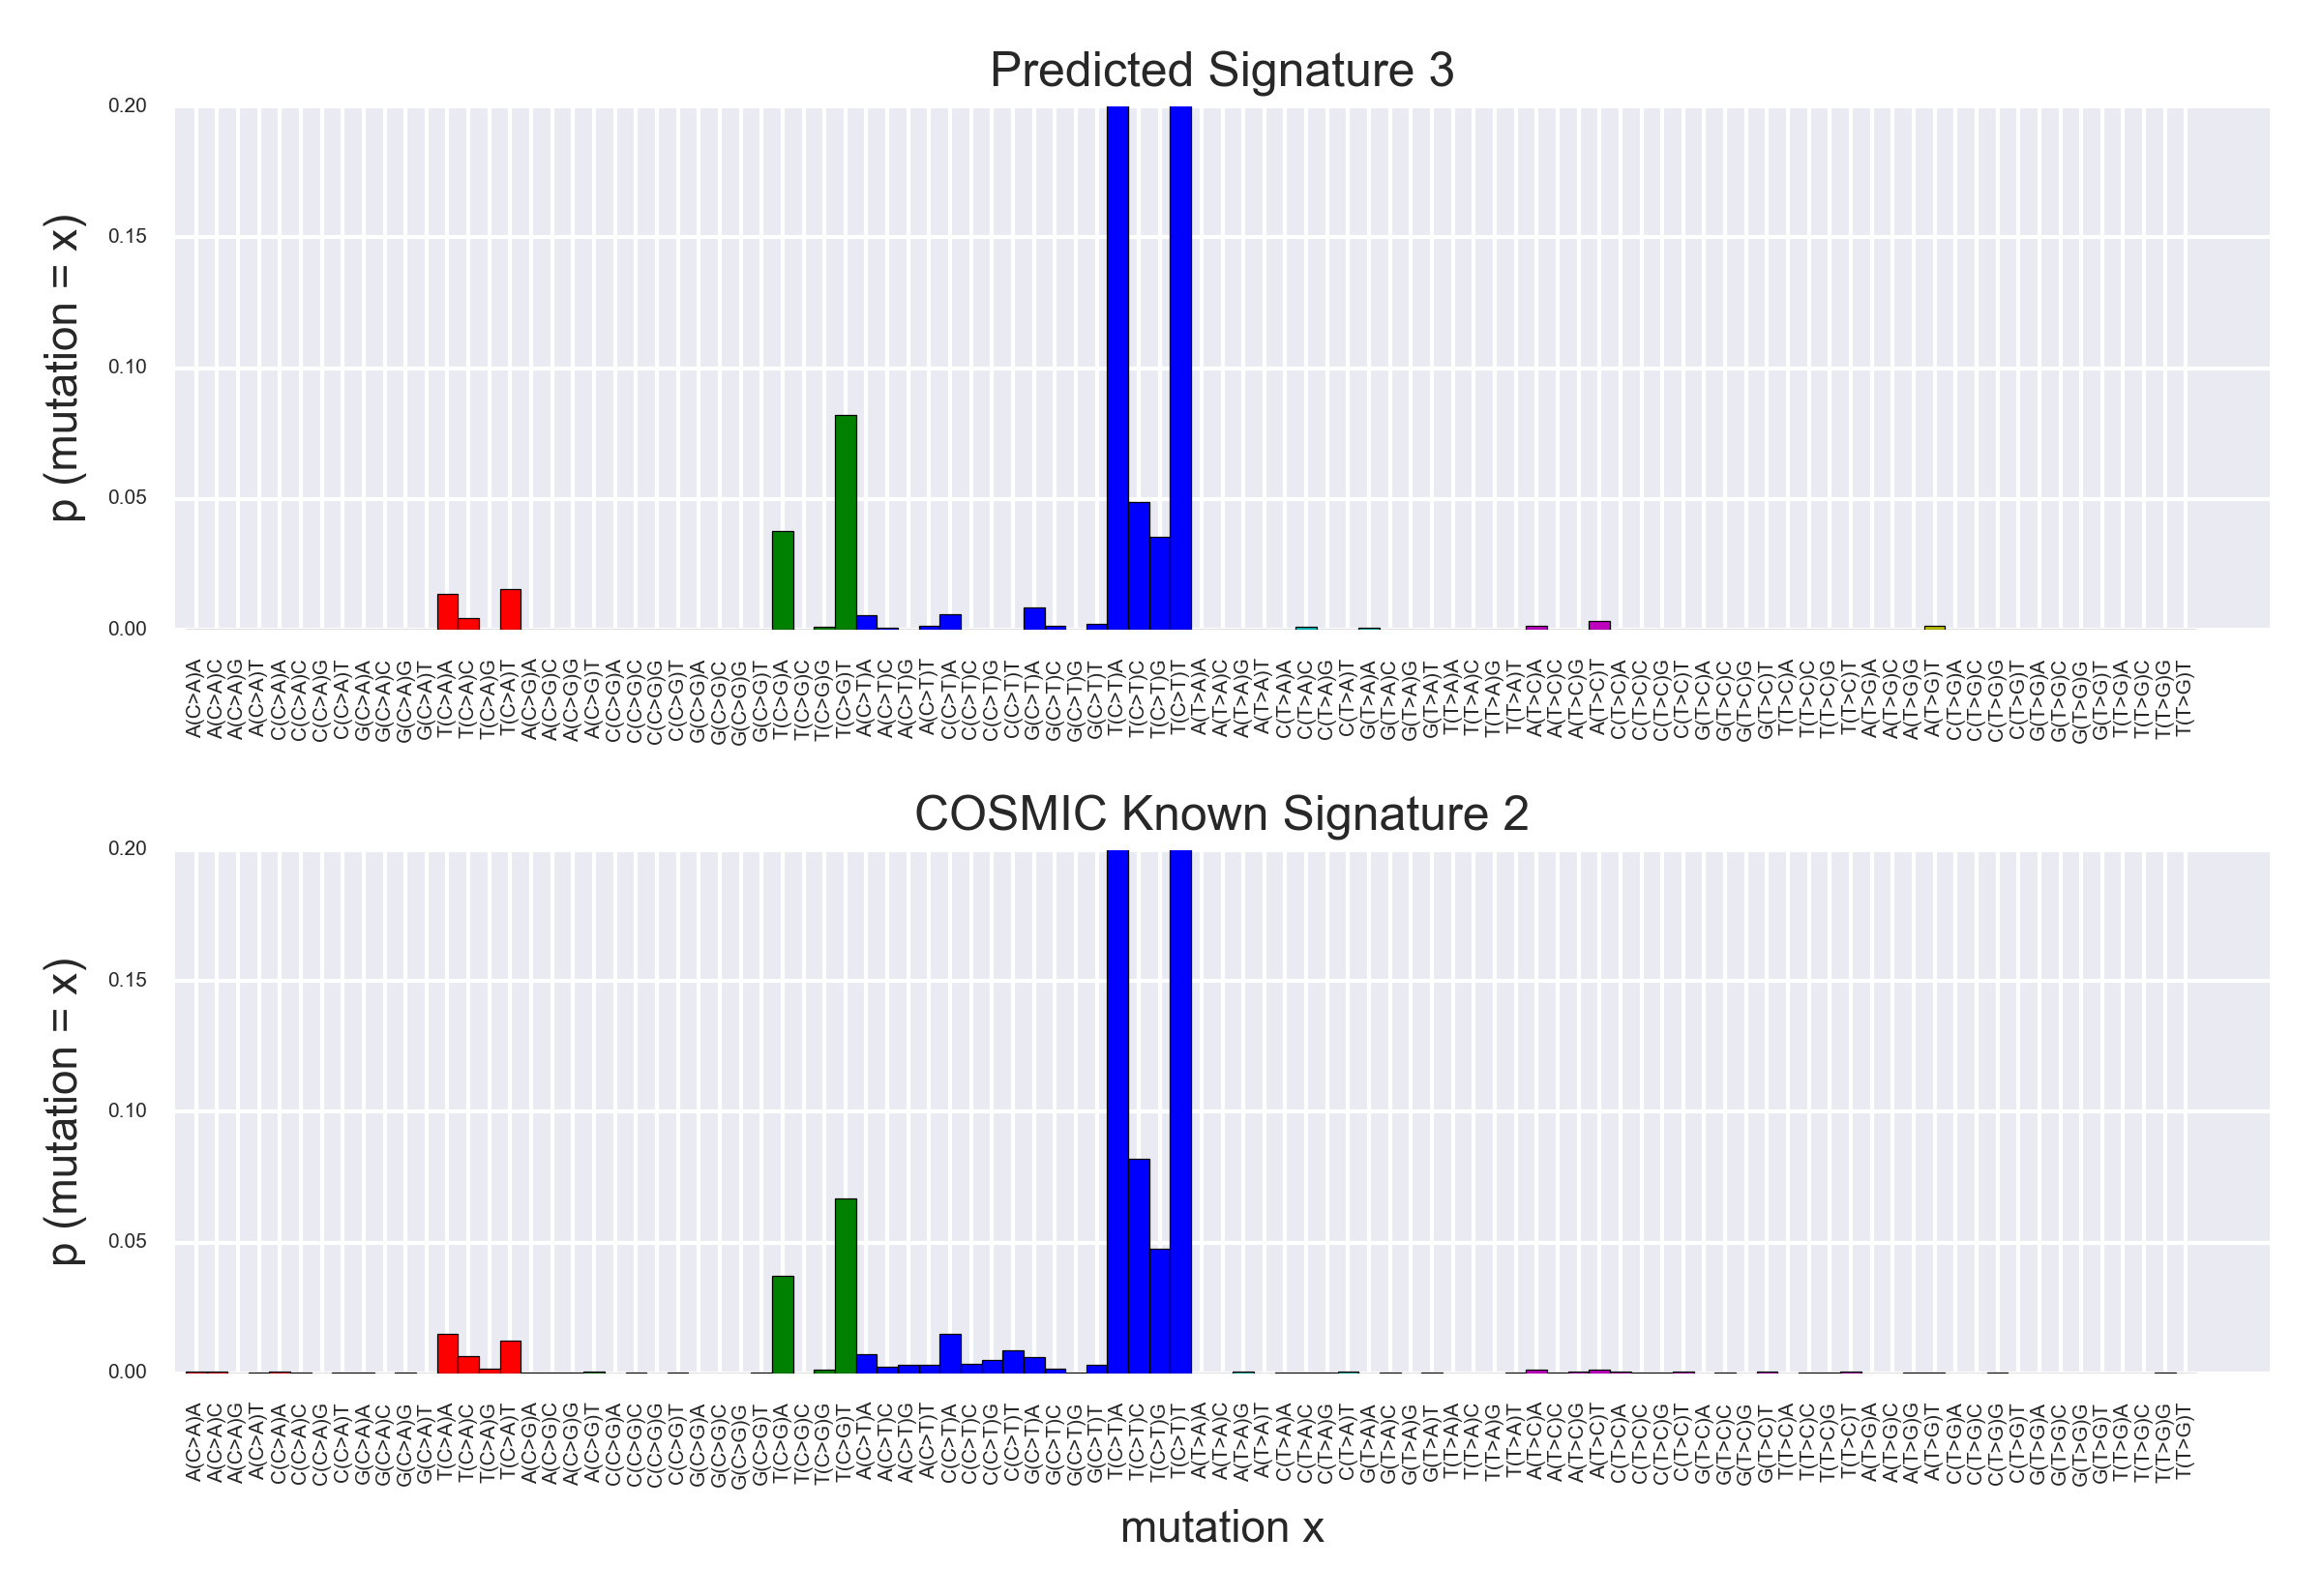 Predicted Signature 3
p (mutation = x)
0.20
0.15
0.10
0.05
0.00
A(C>A)A A(C>A)C A(C>A)G A(C>A)T C(C>A)A C(C>A)C C(C>A)G C(C>A)T G(C>A)A G(C>A)C G(C>A)G G(C>A)T T(C>A)A T(C>A)C T(C>A)G T(C>A)T A(C>G)A A(C>G)C A(C>G)G A(C>G)T C(C>G)A C(C>G)C C(C>G)G C(C>G)T G(C>G)A G(C>G)C G(C>G)G G(C>G)T T(C>G)A T(C>G)C T(C>G)G T(C>G)T A(C>T)A A(C>T)C A(C>T)G A(C>T)T C(C>T)A C(C>T)C C(C>T)G C(C>T)T G(C>T)A G(C>T)C G(C>T)G G(C>T)T T(C>T)A T(C>T)C T(C>T)G T(C>T)T A(T>A)A A(T>A)C A(T>A)G A(T>A)T C(T>A)A C(T>A)C C(T>A)G C(T>A)T G(T>A)A G(T>A)C G(T>A)G G(T>A)T T(T>A)A T(T>A)C T(T>A)G T(T>A)T A(T>C)A A(T>C)C A(T>C)G A(T>C)T C(T>C)A C(T>C)C C(T>C)G C(T>C)T G(T>C)A G(T>C)C G(T>C)G G(T>C)T T(T>C)A T(T>C)C T(T>C)G T(T>C)T A(T>G)A A(T>G)C A(T>G)G A(T>G)T C(T>G)A C(T>G)C C(T>G)G C(T>G)T G(T>G)A G(T>G)C G(T>G)G G(T>G)T T(T>G)A T(T>G)C T(T>G)G T(T>G)T
COSMIC Known Signature 2
p (mutation = x)
0.20
0.15
0.10
0.05
0.00
A(C>A)A A(C>A)C A(C>A)G A(C>A)T C(C>A)A C(C>A)C C(C>A)G C(C>A)T G(C>A)A G(C>A)C G(C>A)G G(C>A)T T(C>A)A T(C>A)C T(C>A)G T(C>A)T A(C>G)A A(C>G)C A(C>G)G A(C>G)T C(C>G)A C(C>G)C C(C>G)G C(C>G)T G(C>G)A G(C>G)C G(C>G)G G(C>G)T T(C>G)A T(C>G)C T(C>G)G T(C>G)T A(C>T)A A(C>T)C A(C>T)G A(C>T)T C(C>T)A C(C>T)C C(C>T)G C(C>T)T G(C>T)A G(C>T)C G(C>T)G G(C>T)T T(C>T)A T(C>T)C T(C>T)G T(C>T)T A(T>A)A A(T>A)C A(T>A)G A(T>A)T C(T>A)A C(T>A)C C(T>A)G C(T>A)T G(T>A)A G(T>A)C G(T>A)G G(T>A)T T(T>A)A T(T>A)C T(T>A)G T(T>A)T A(T>C)A A(T>C)C A(T>C)G A(T>C)T C(T>C)A C(T>C)C C(T>C)G C(T>C)T G(T>C)A G(T>C)C G(T>C)G G(T>C)T T(T>C)A T(T>C)C T(T>C)G T(T>C)T A(T>G)A A(T>G)C A(T>G)G A(T>G)T C(T>G)A C(T>G)C C(T>G)G C(T>G)T G(T>G)A G(T>G)C G(T>G)G G(T>G)T T(T>G)A T(T>G)C T(T>G)G T(T>G)T
mutation x